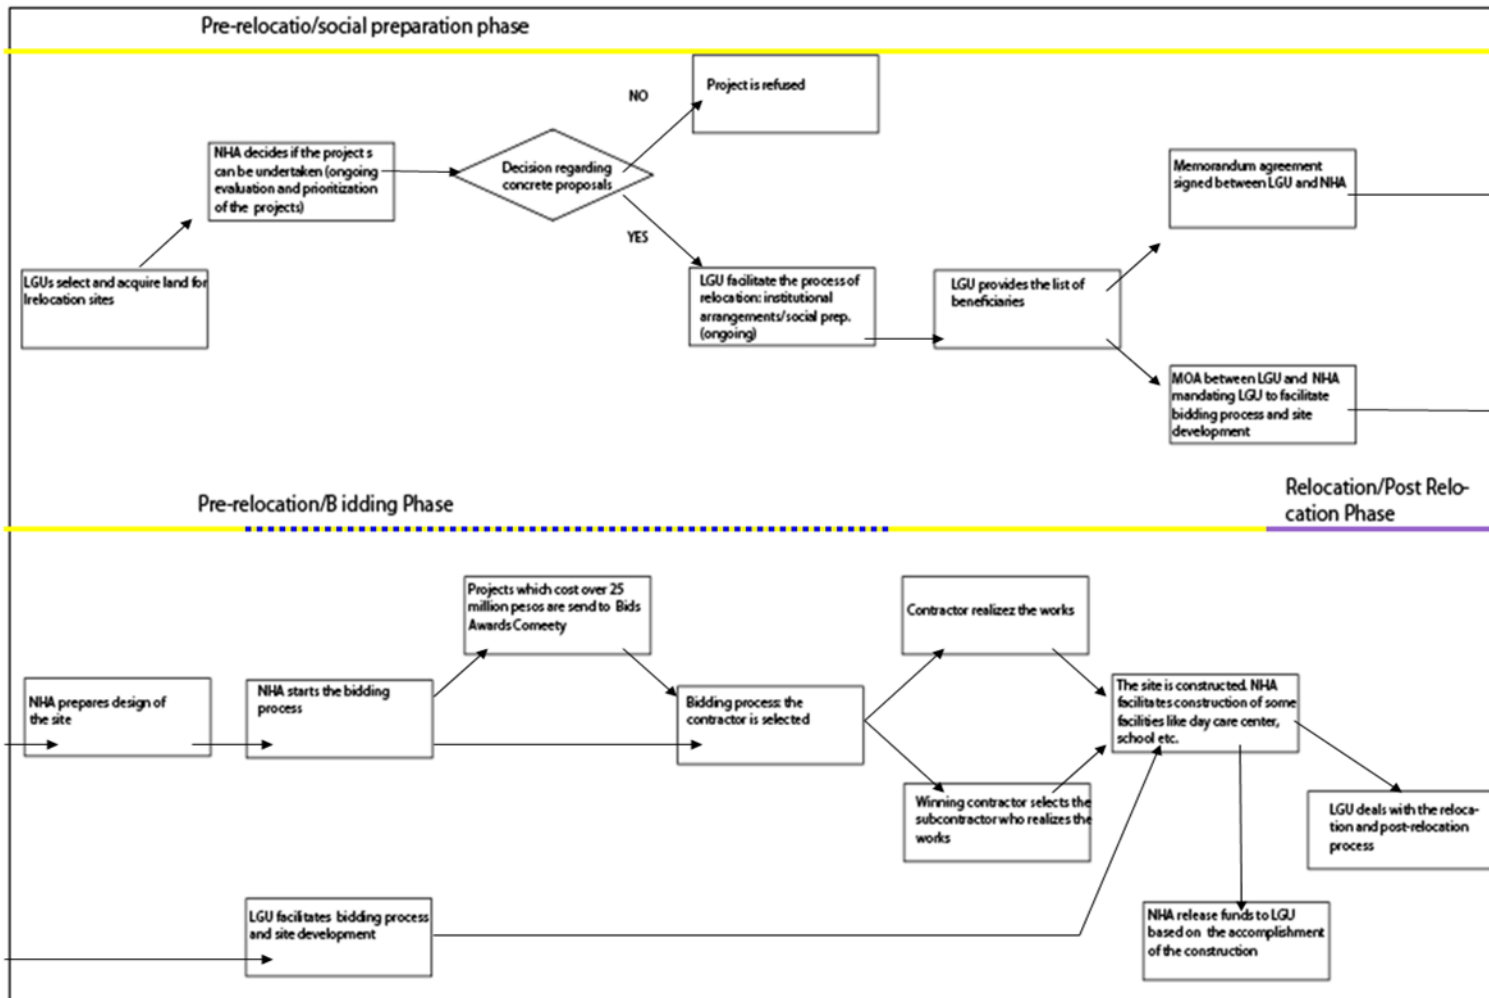 Pre-relocatio/social preparation phase
NO
Project is refused
NHA decides if the project s
can be undertaken (ongoing
evaluation and prioritization
of the projects)
Decision regarding
concrete proposals
Memorandum agreement
signed between LGU and NHA
YES
LGUs select and acquire land for
lrelocation sites
LGU facilitate the process of
relocation: institutional
arrangements/social prep.
(ongoing)
LGU provides the list of
beneficiaries
MOA between LGU and NHA
mandating LGU to facilitate
bidding process and site
development
Pre-relocation/B idding Phase
Relocation/Post Relo-
cation Phase
Projects which cost over 25
million pesos are send to Bids
Awards Comeety
Contractor realizez the works
NHA prepares design of
the site
NHA starts the bidding
process
Bidding process: the
contractor is selected
The site is constructed. NHA
facilitates construction of some
facilities like day care center,
school etc.
Winning contractor selects the
subcontractor who realizes the
works
LGU deals with the reloca-
tion and post-relocation
process
LGU facilitates bidding process
and site development
NHA release funds to LGU
based on the accomplishment
of the construction